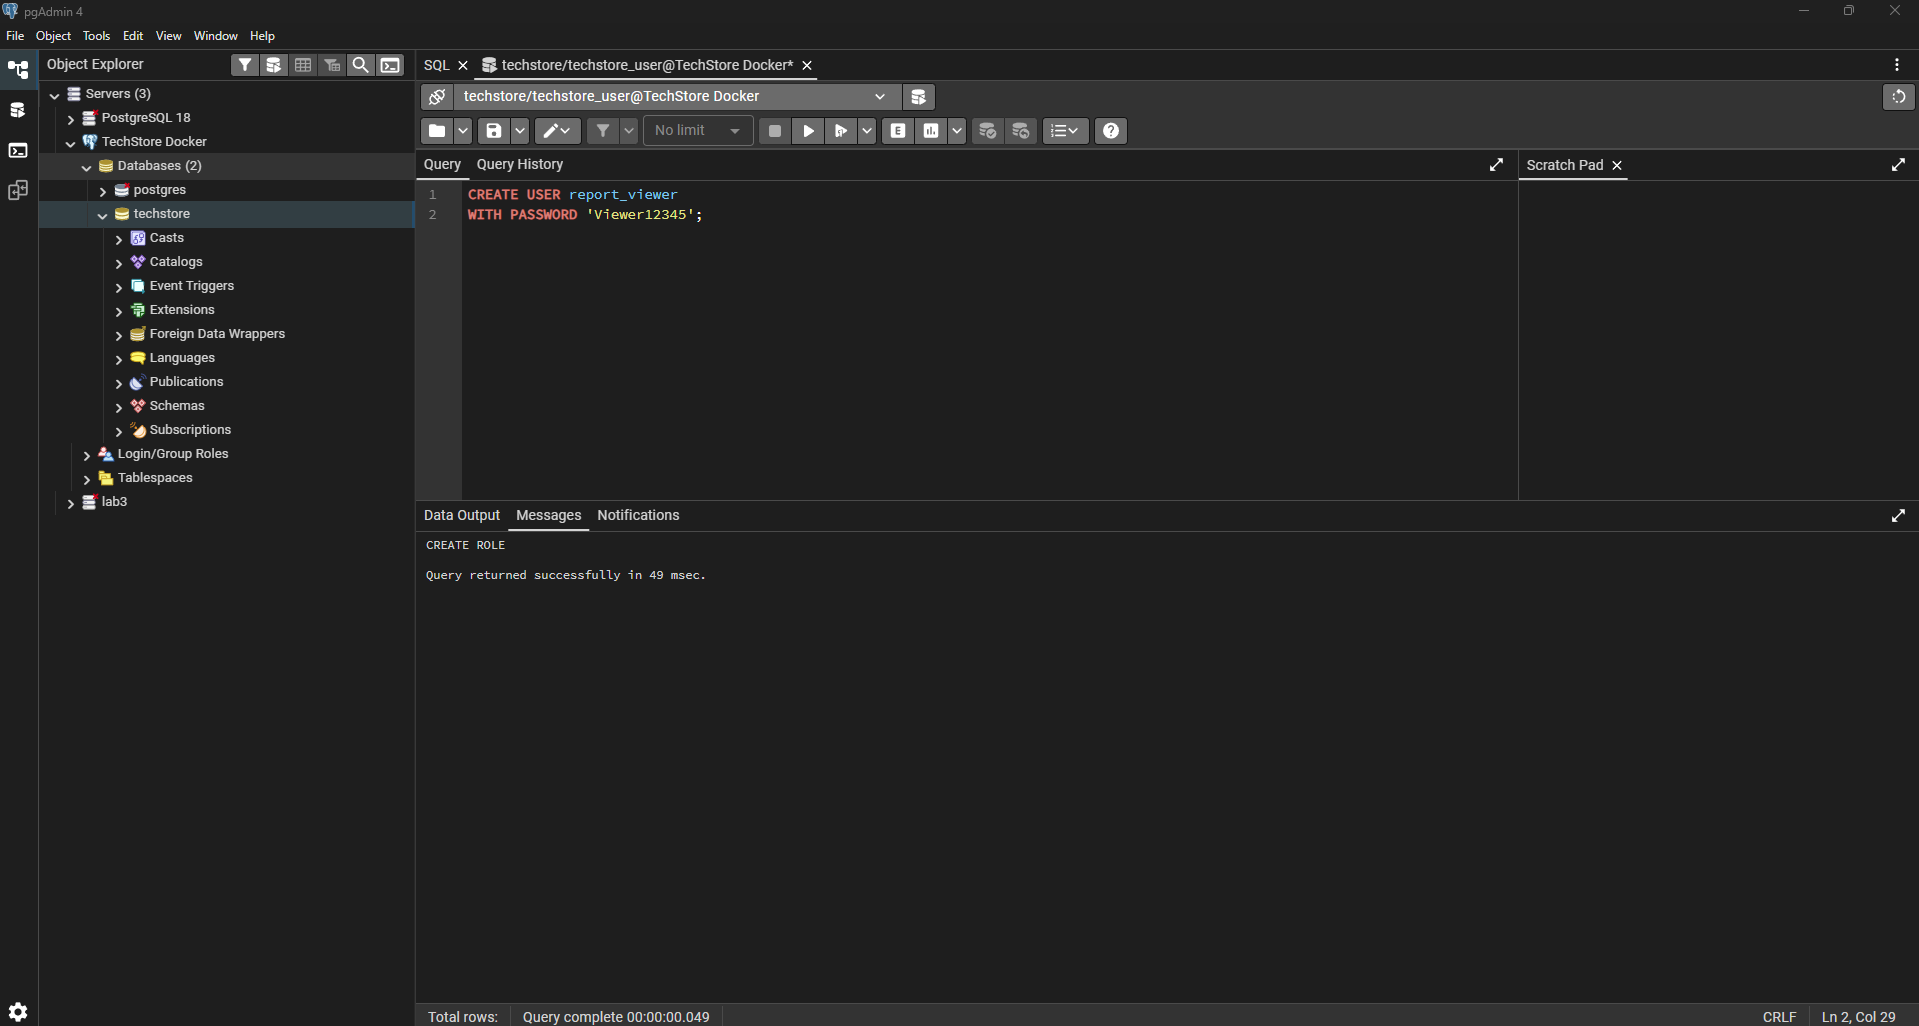 pgAdmin 4
File Object Tools Edit View Window Help
Object Explorer
Servers (3)
PostgreSQL 18
TechStore Docker
Databases (2)
postgres
techstore
Casts
Catalogs
Event Triggers
Extensions
Foreign Data Wrappers
Languages
Publications
Schemas
Subscriptions
Login/Group Roles
Tablespaces
lab3
SQL techstore/techstore_user@TechStore Docker*
techstore/techstore_user@TechStore Docker
No limit E
Query Query History
Scratch Pad
1 CREATE USER report_viewer
2 WITH PASSWORD 'Viewer12345';
Data Output Messages Notifications
CREATE ROLE
Query returned successfully in 49 msec.
Total rows: Query complete 00:00:00.049 CRLF Ln 2, Col 29